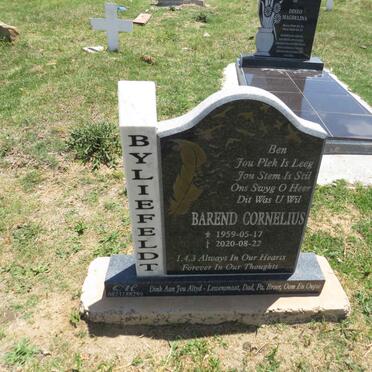 DINEO
MAGDELINA
BYLIEFELDT
Ben
Jou Plek Is Leeg
Jou Stem Is Stil
Ons Swyg O Heer
Dit Was U Wil
BAREND CORNELIUS
1959-05-17
2020-08-22
1.4.3 Always In Our Hearts
Forever In Our Thoughts
Dink Aan Jou Altyd - Lewensmaat, Dad, Pa, Broer, Oom En Oupa